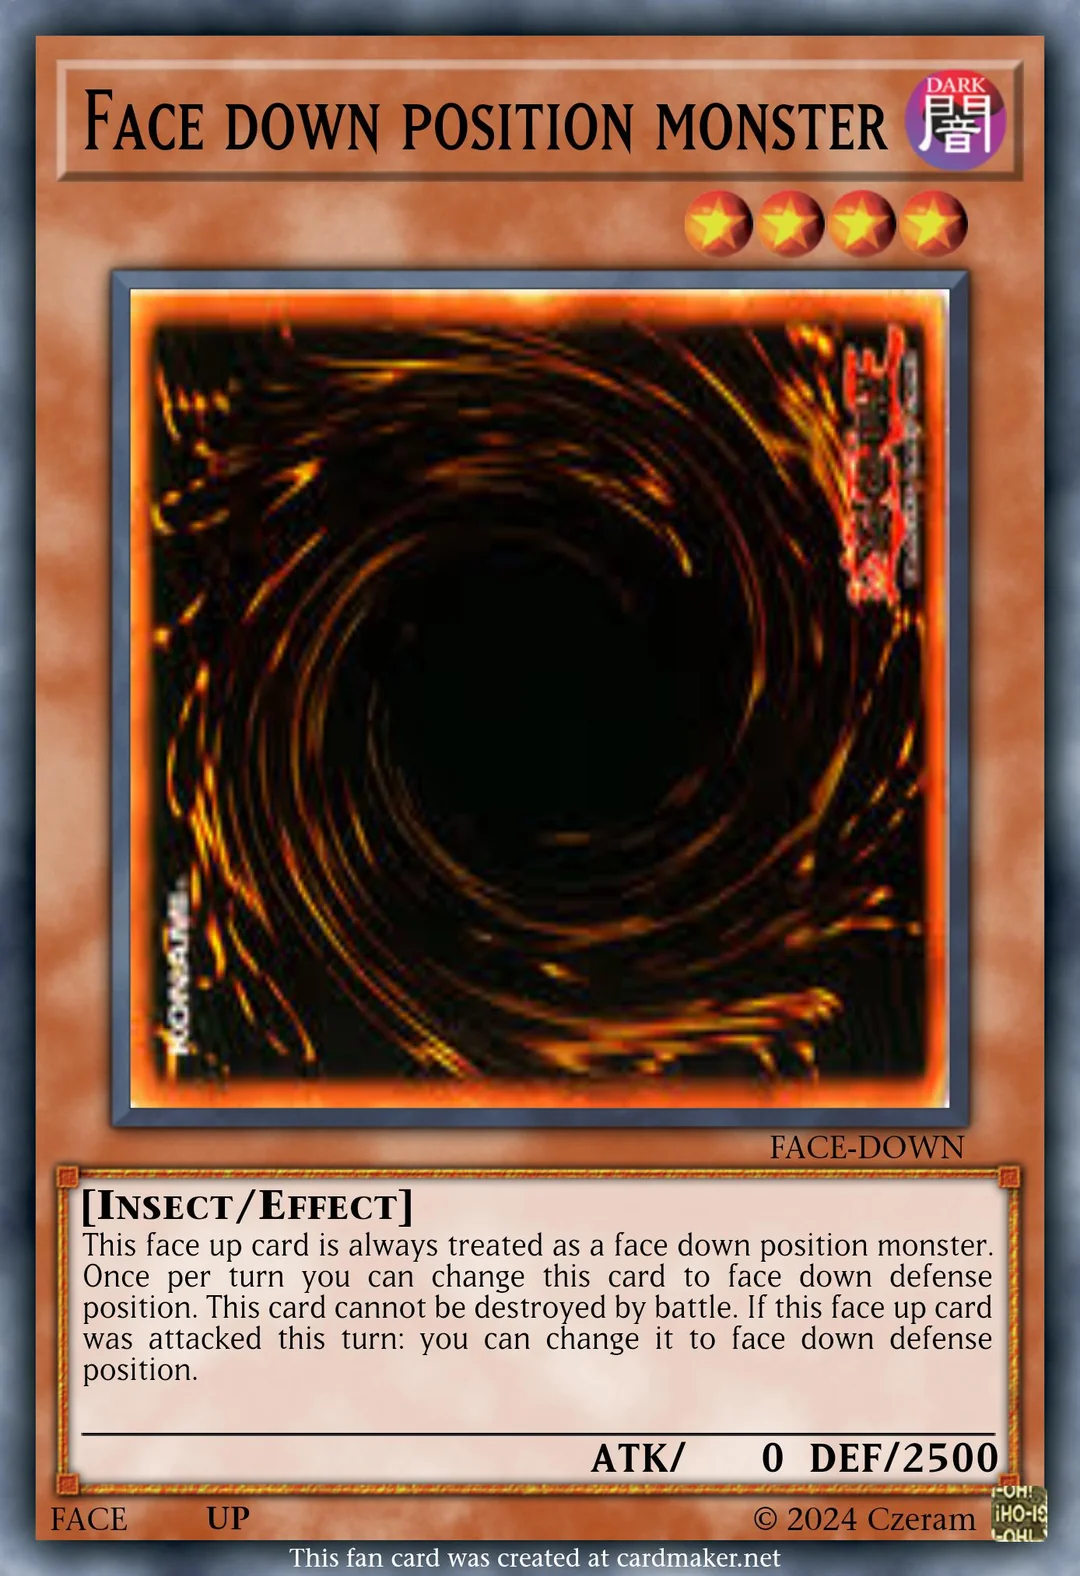 Face down position monster
DARK
闇
KONAMI
FACE-DOWN
[Insect/Effect]
This face up card is always treated as a face down position monster.
Once per turn you can change this card to face down defense
position. This card cannot be destroyed by battle. If this face up card
was attacked this turn: you can change it to face down defense
position.
ATK/ 0 DEF/2500
FACE UP
© 2024 Czeram
This fan card was created at cardmaker.net